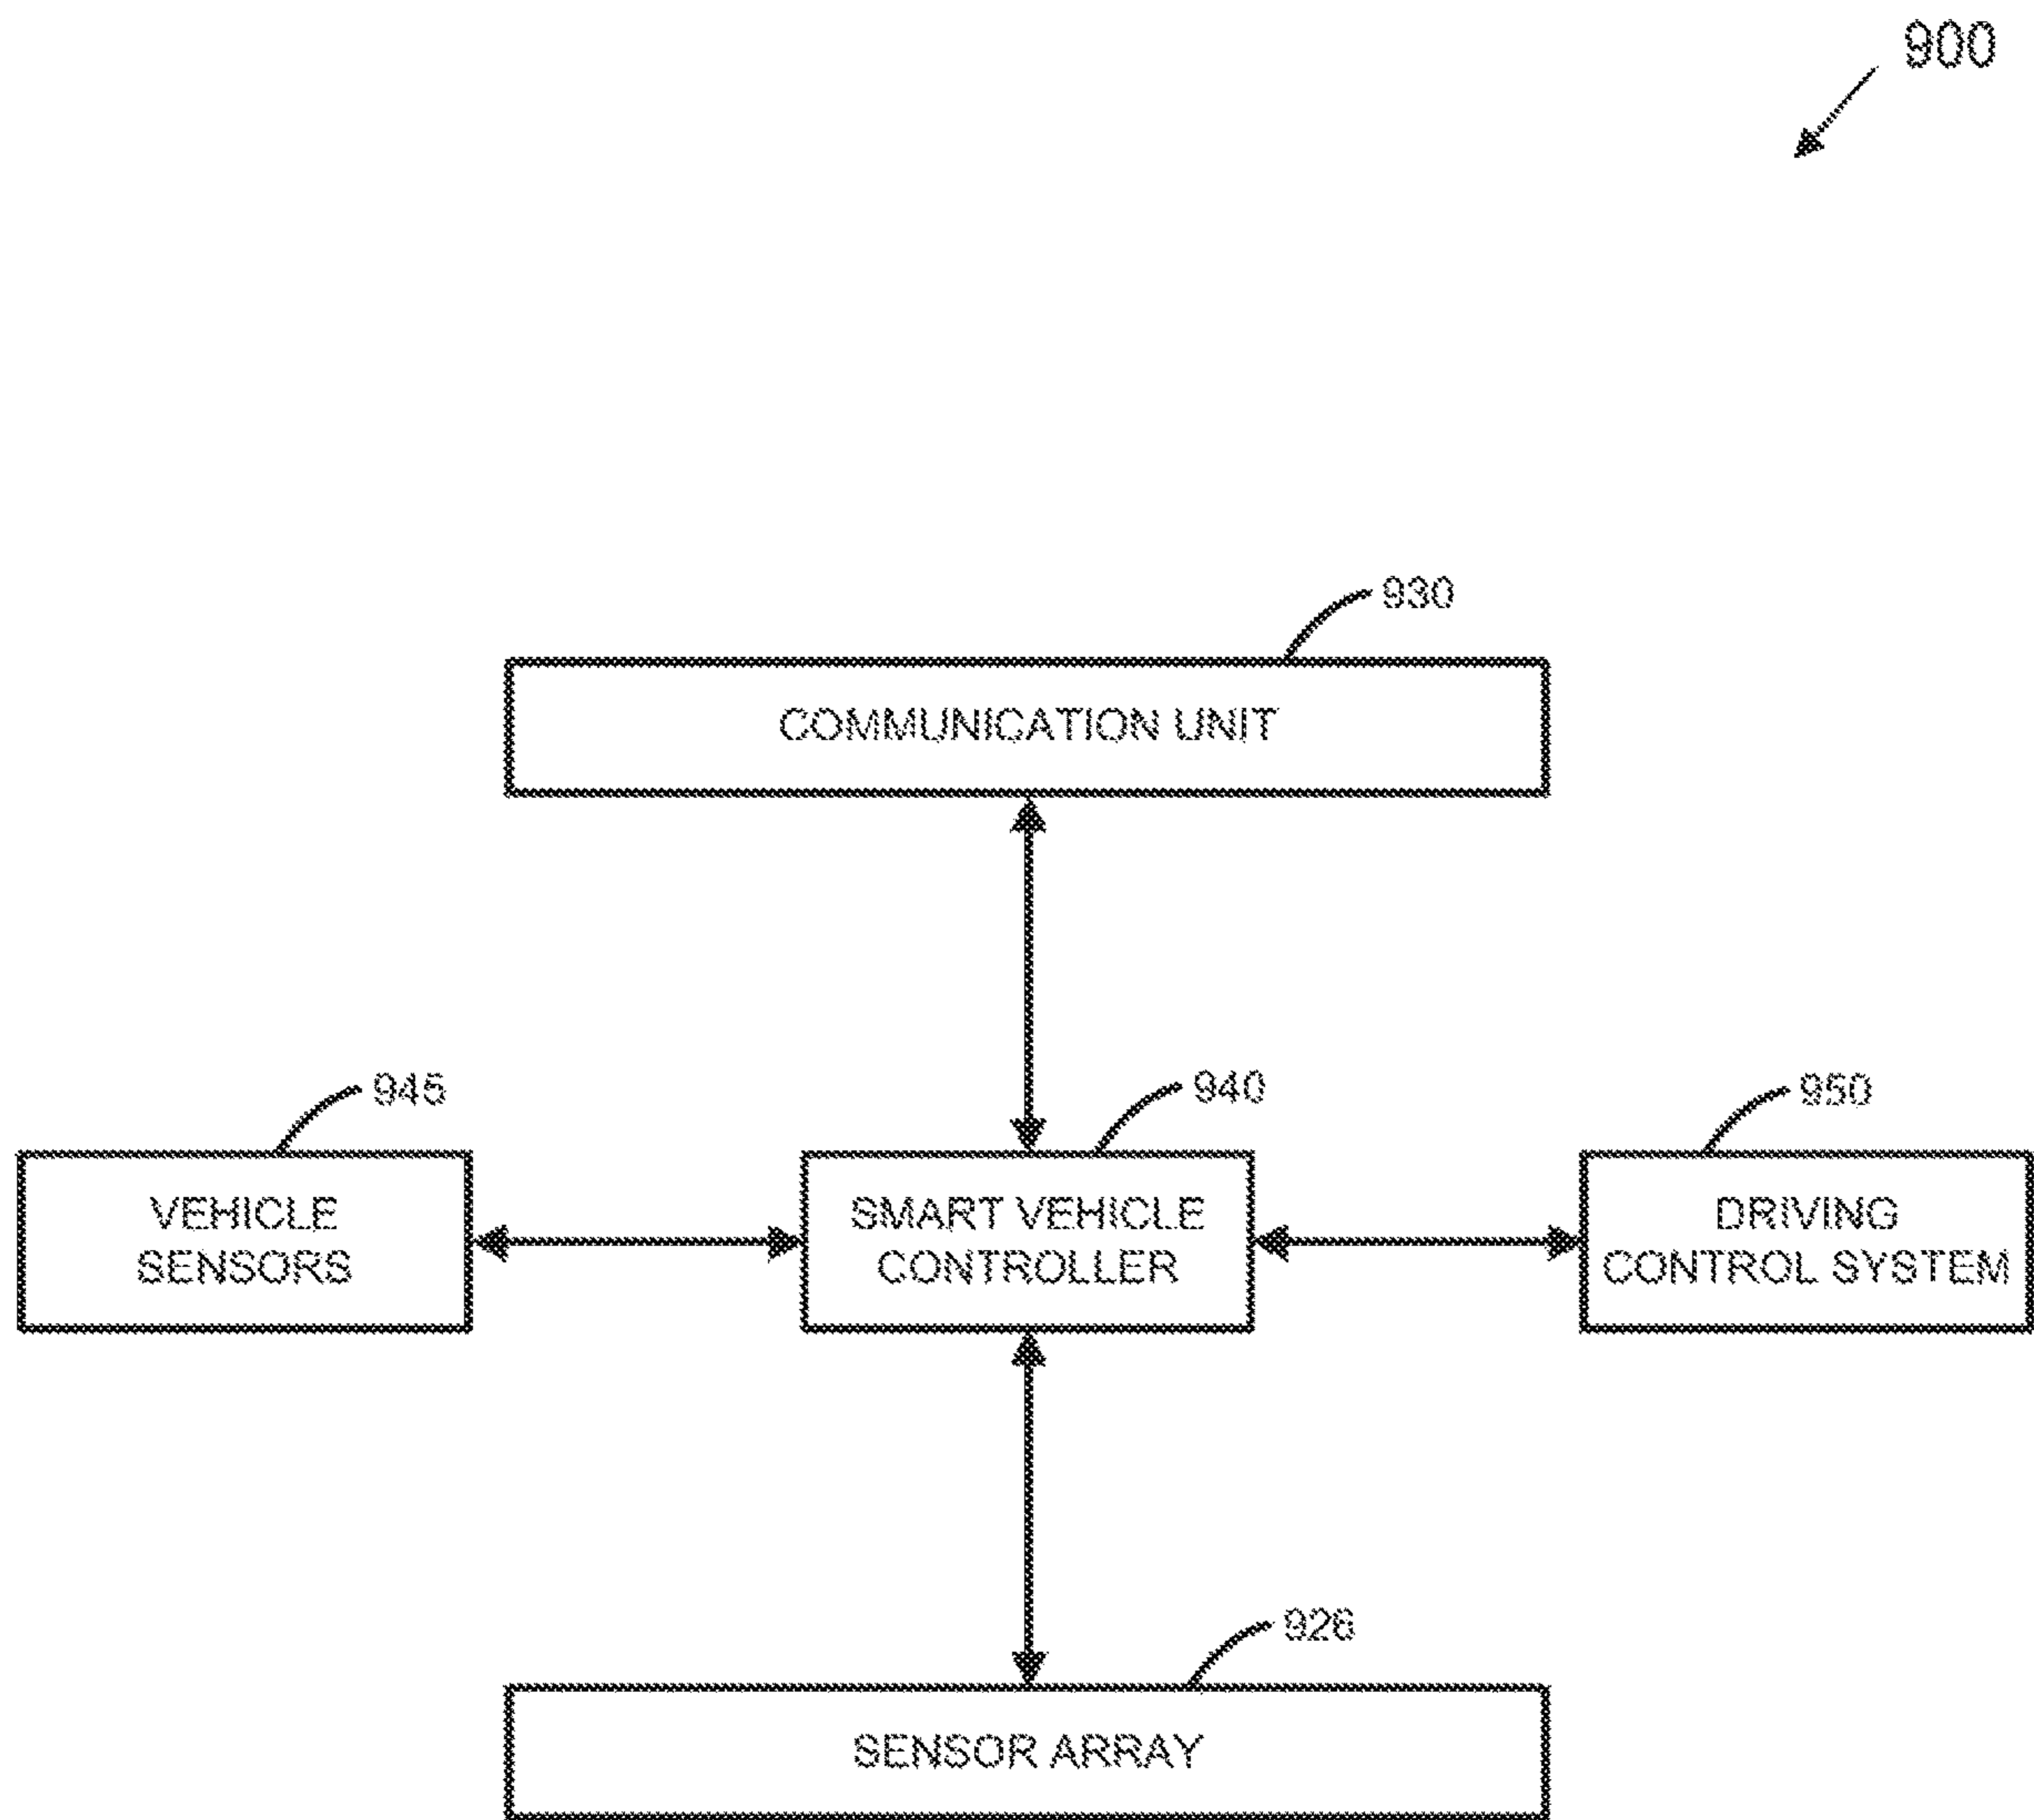 900
930
COMMUNICATION UNIT
945
940
950
VEHICLE
SENSORS
SMART VEHICLE
CONTROLLER
DRIVING
CONTROL SYSTEM
926
SENSOR ARRAY